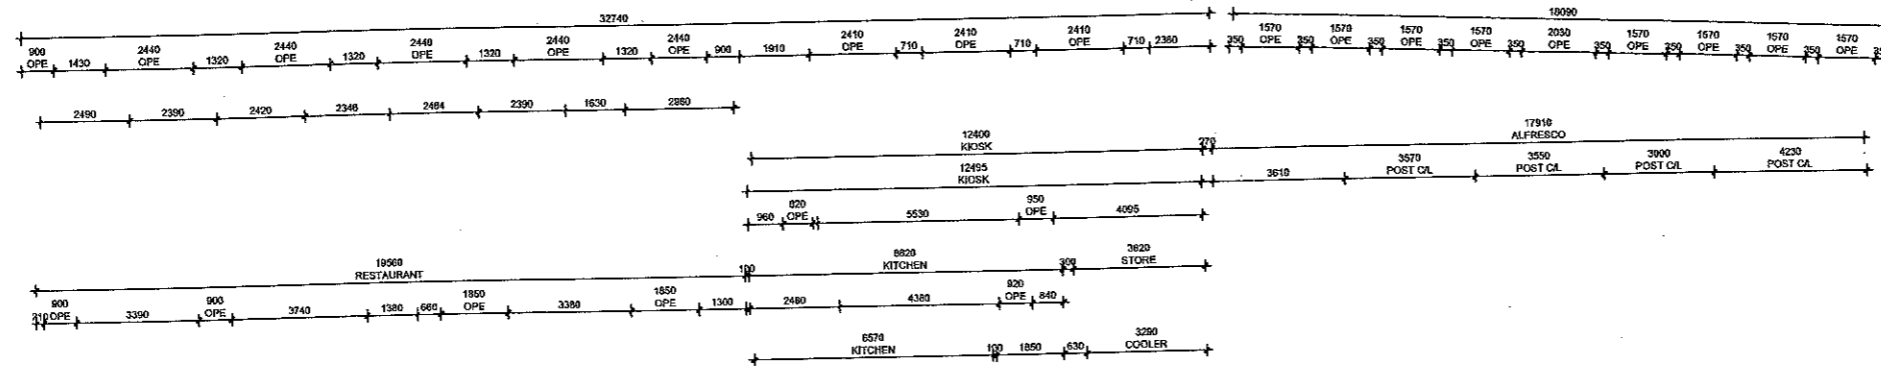 32740
18090
900 OPE 1430 2440 OPE 1320 2440 OPE 1320 2440 OPE 1320 2440 OPE 1320 2440 OPE 900 1910 2410 OPE 710 2410 OPE 710 2410 OPE 710 2360 350 1570 OPE 350 1570 OPE 350 1570 OPE 350 1570 OPE 350 2030 OPE 350 1570 OPE 350 1570 OPE 350 1570 OPE 350 1570 OPE
2490 2390 2420 2346 2464 2390 1630 2860
12400 KIOSK 270 17910 ALFRESCO
12495 KIOSK 3610 3570 POST C/L 3550 POST C/L 3000 POST C/L 4230 POST C/L
960 820 OPE 5530 950 OPE 4095
19560 RESTAURANT 100 8620 KITCHEN 300 3620 STORE
210 900 OPE 3390 900 OPE 3740 1380 660 1850 OPE 3380 1850 OPE 1300 2480 4380 920 OPE 840
6570 KITCHEN 100 1850 630 3290 COOLER